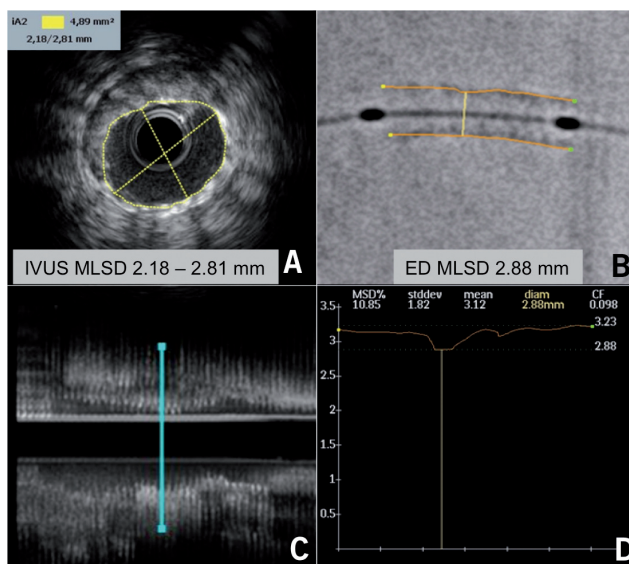 iA2 4,89 mm²
2,18/2,81 mm
IVUS MLSD 2.18 – 2.81 mm A
ED MLSD 2.88 mm B
C
MSD% stddev mean diam CF
10.85 1.82 3.12 2.88mm 0.098
3.5
3.23
3
2.88
2.5
2
1.5
1
0.5
D